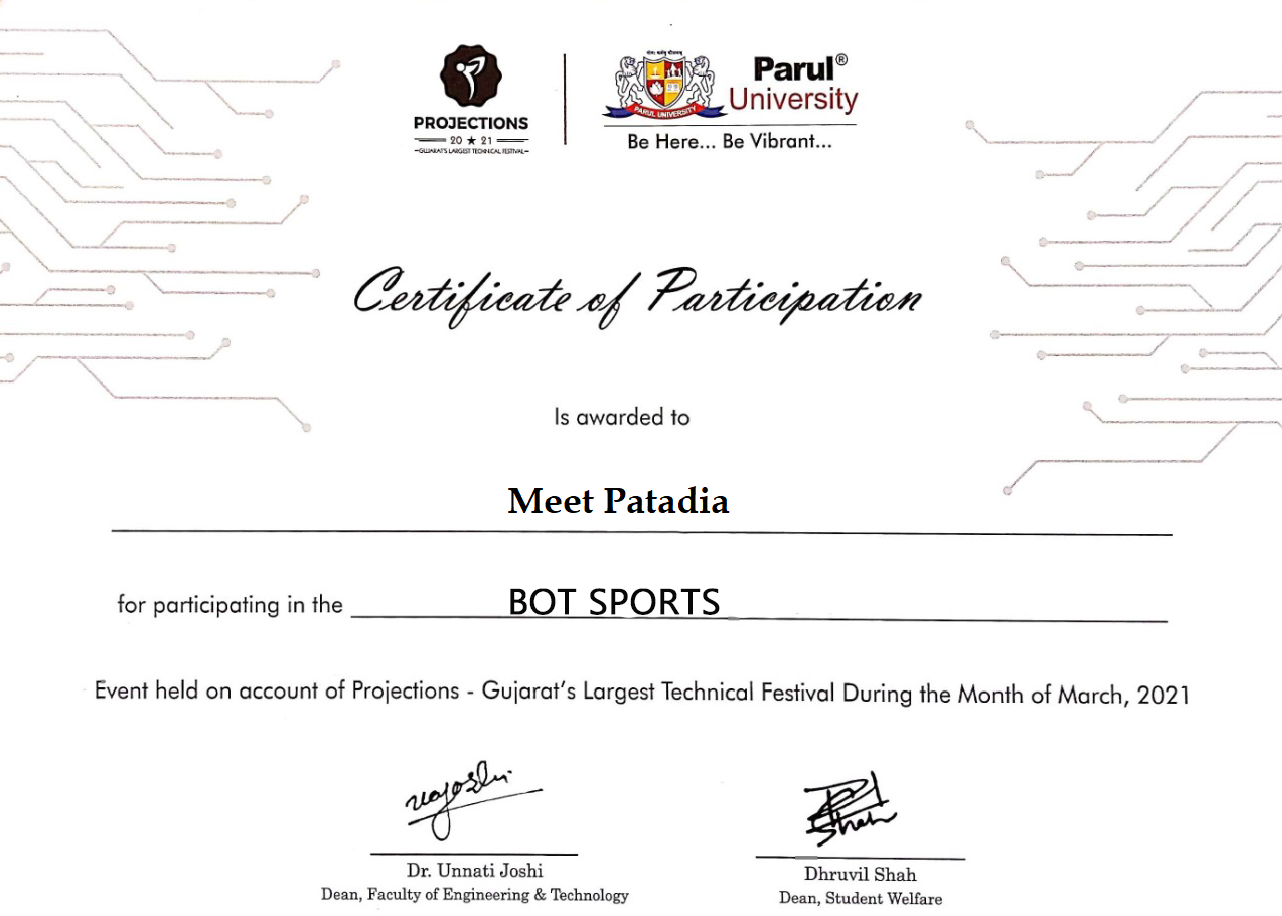 PROJECTIONS
20 ★ 21
-GUJARAT'S LARGEST TECHNICAL FESTIVAL-
PARUL UNIVERSITY
Parul®
University
Be Here... Be Vibrant...
Certificate of Participation
Is awarded to
Meet Patadia
for participating in the BOT SPORTS
Event held on account of Projections - Gujarat's Largest Technical Festival During the Month of March, 2021
Shah
Dr. Unnati Joshi
Dean, Faculty of Engineering & Technology
Dhruvil Shah
Dean, Student Welfare